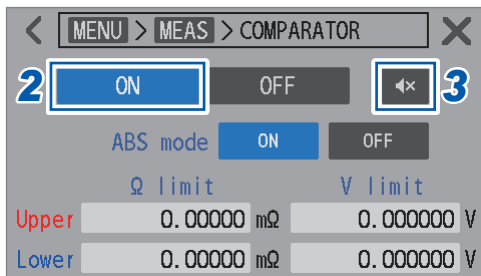 MENU > MEAS > COMPARATOR
2 ON OFF 3
ABS mode ON OFF
Ω limit V limit
Upper 0.00000 mΩ 0.000000 V
Lower 0.00000 mΩ 0.000000 V